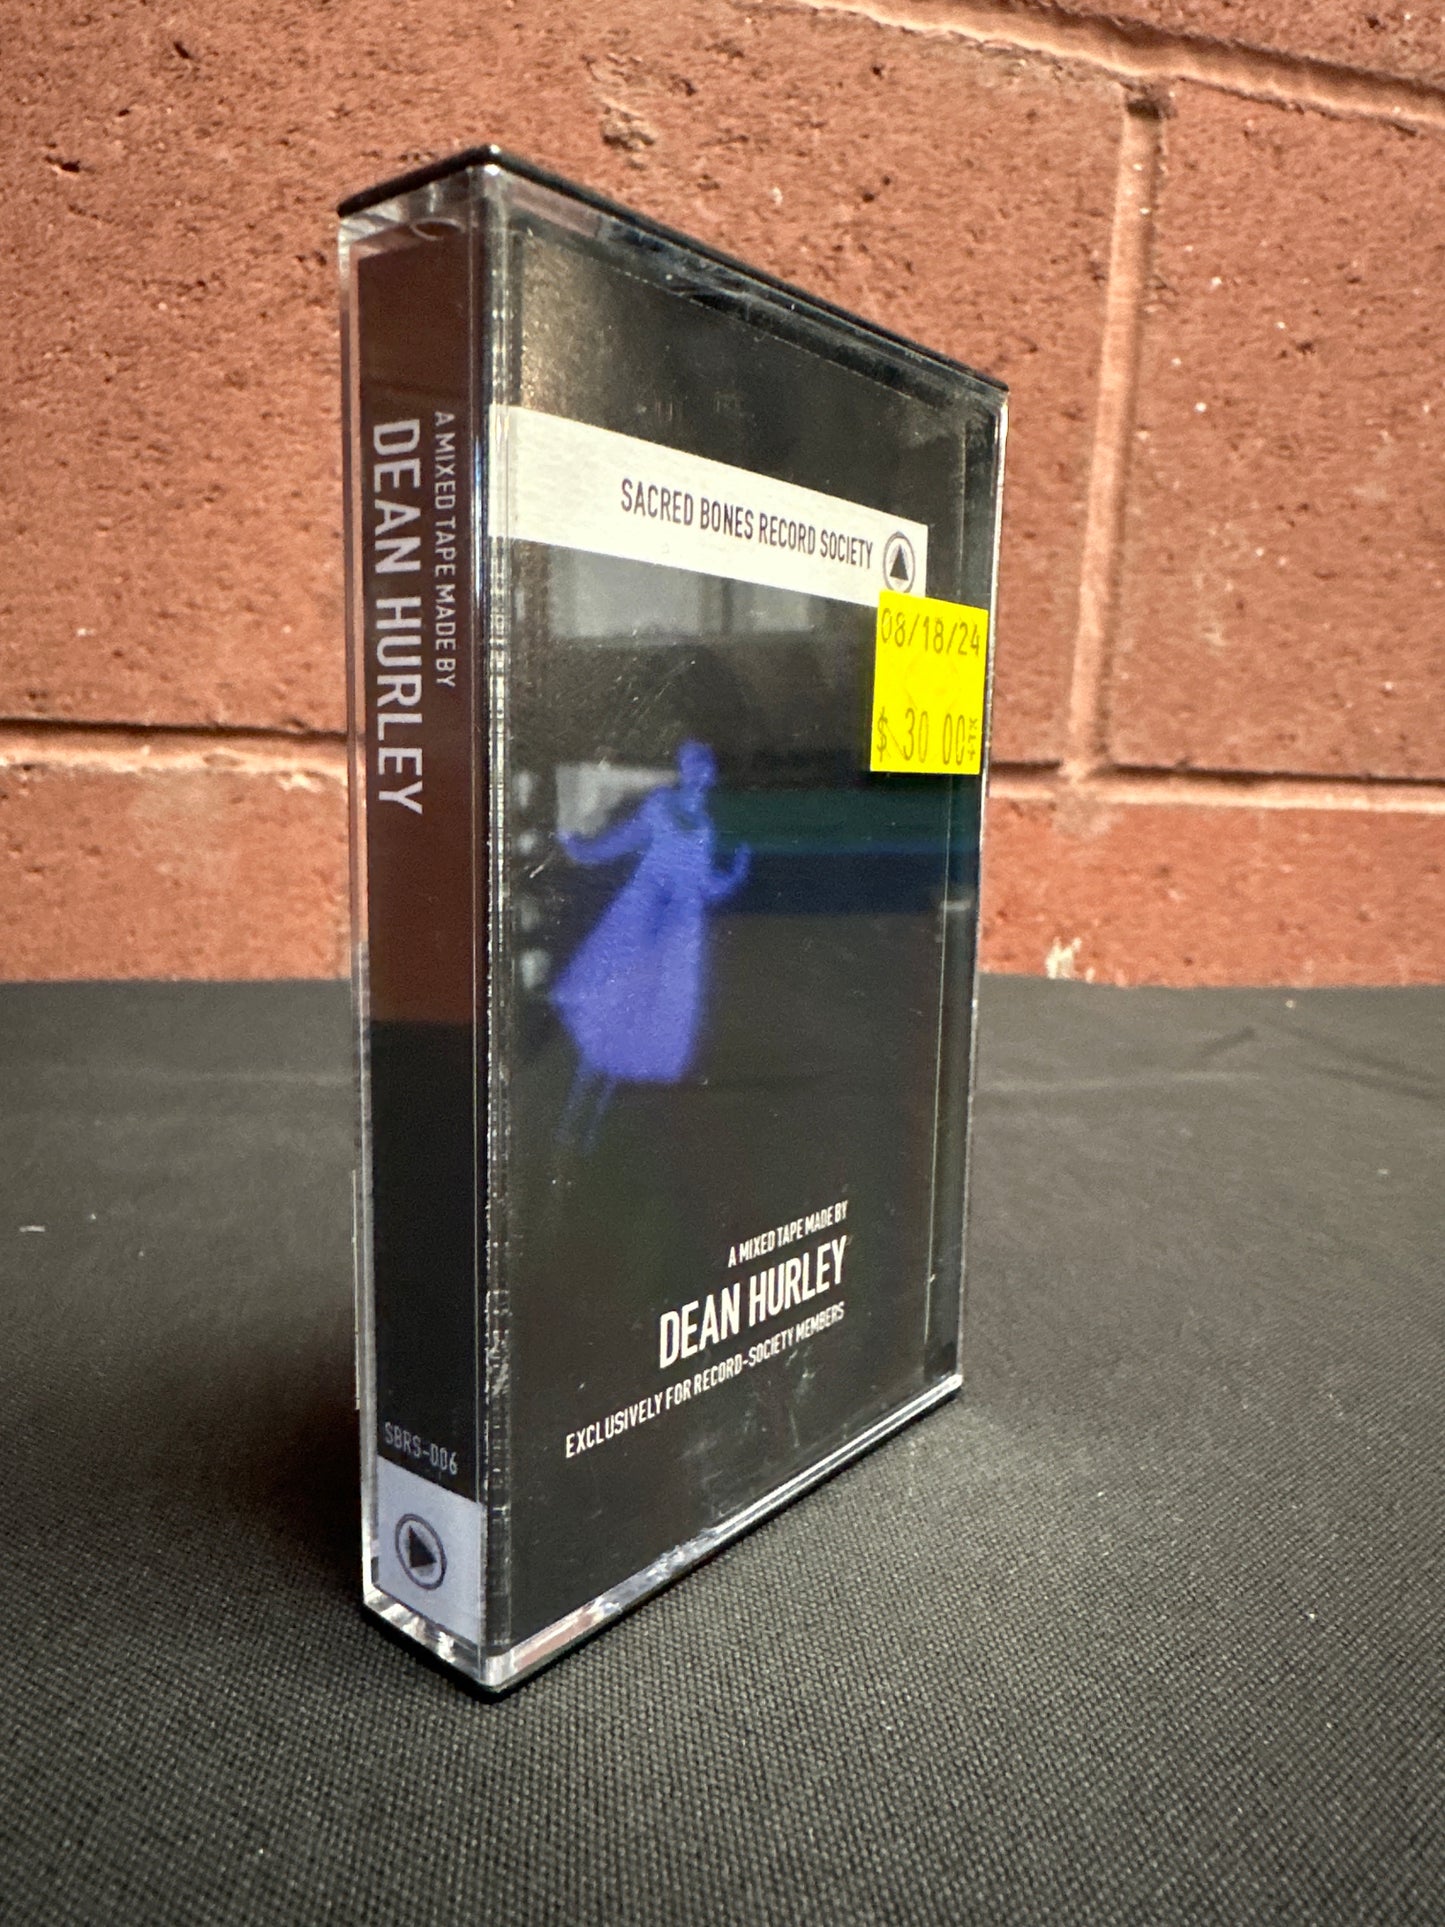 A MIXED TAPE MADE BY
DEAN HURLEY
SBRS-006
SACRED BONES RECORD SOCIETY
08/18/24
$ 30 00
A MIXED TAPE MADE BY
DEAN HURLEY
EXCLUSIVELY FOR RECORD-SOCIETY MEMBERS